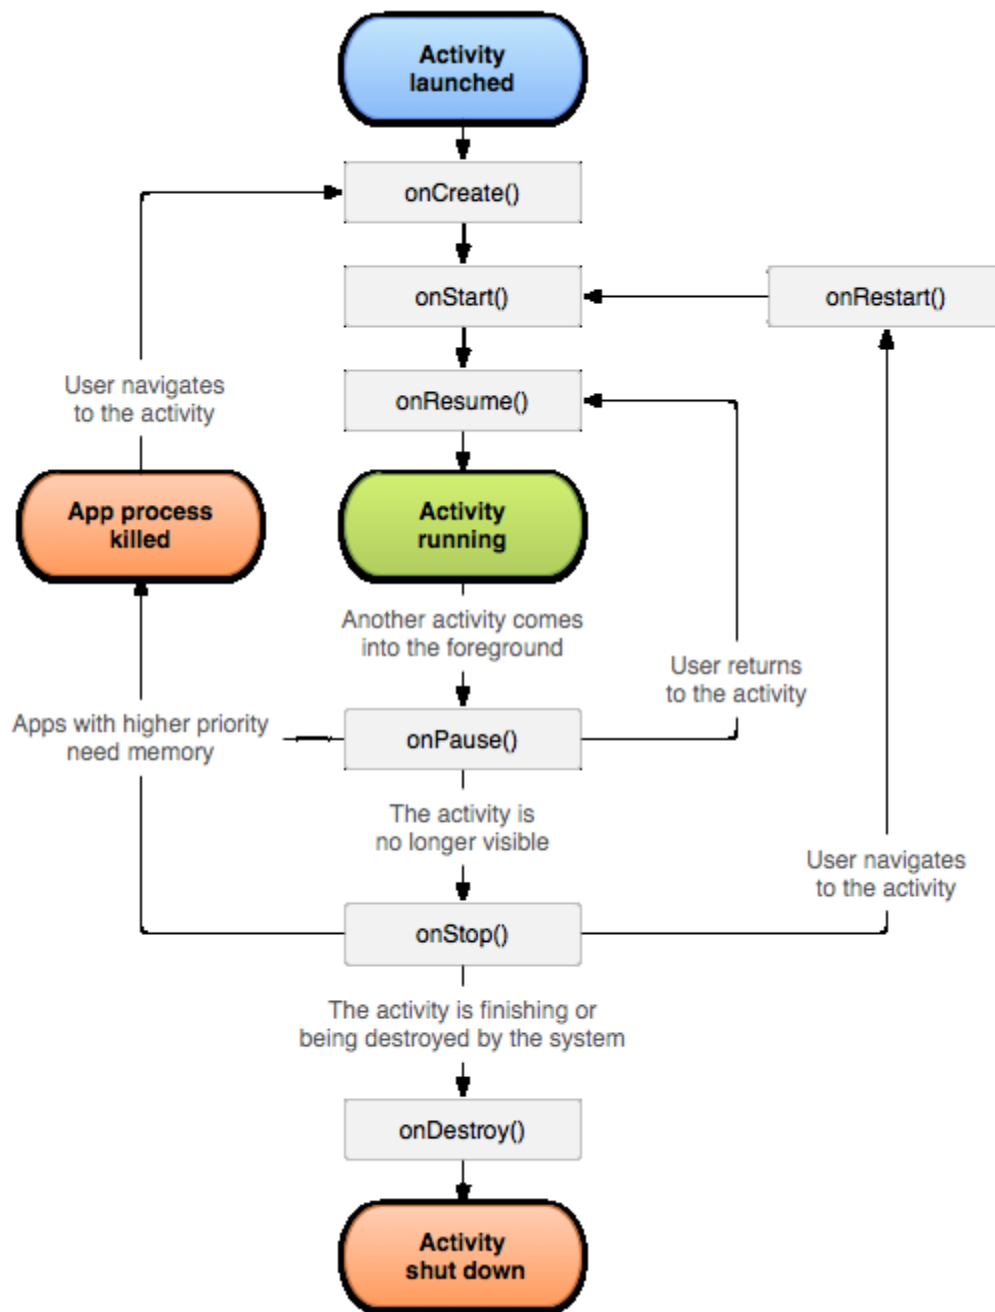 Activity
launched
onCreate()
onStart()
onRestart()
onResume()
User navigates
to the activity
App process
killed
Activity
running
Another activity comes
into the foreground
User returns
to the activity
Apps with higher priority
need memory
onPause()
The activity is
no longer visible
User navigates
to the activity
onStop()
The activity is finishing or
being destroyed by the system
onDestroy()
Activity
shut down